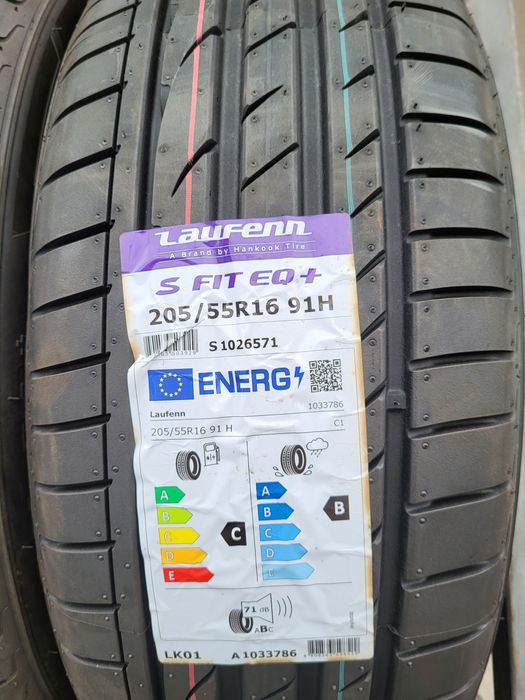 Laufenn
A Brand by Hankook Tire
S FIT EQ+
205/55R16 91H
S1026571
ENERG
Laufenn 1033786
205/55R16 91 H C1
A A
B B
C C B
D D
E E
71 dB
ABC
LK01 A 1033786